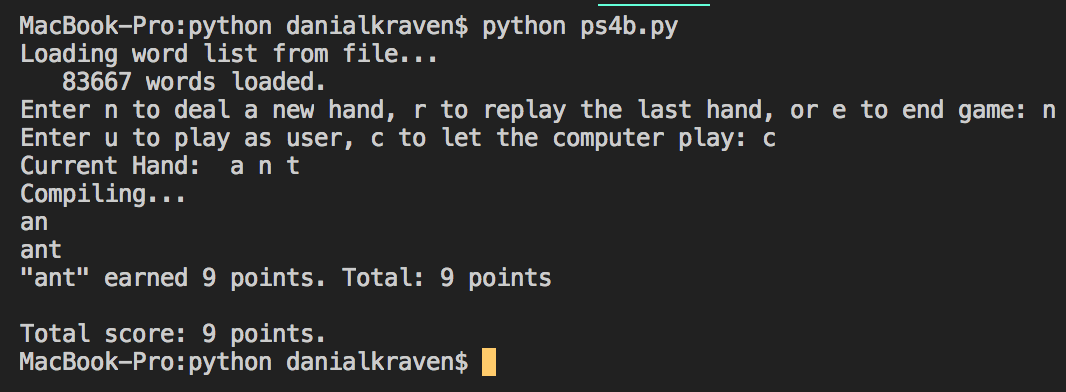 MacBook-Pro:python danialkraven$ python ps4b.py
Loading word list from file...
   83667 words loaded.
Enter n to deal a new hand, r to replay the last hand, or e to end game: n
Enter u to play as user, c to let the computer play: c
Current Hand:  a n t
Compiling...
an
ant
"ant" earned 9 points. Total: 9 points

Total score: 9 points.
MacBook-Pro:python danialkraven$